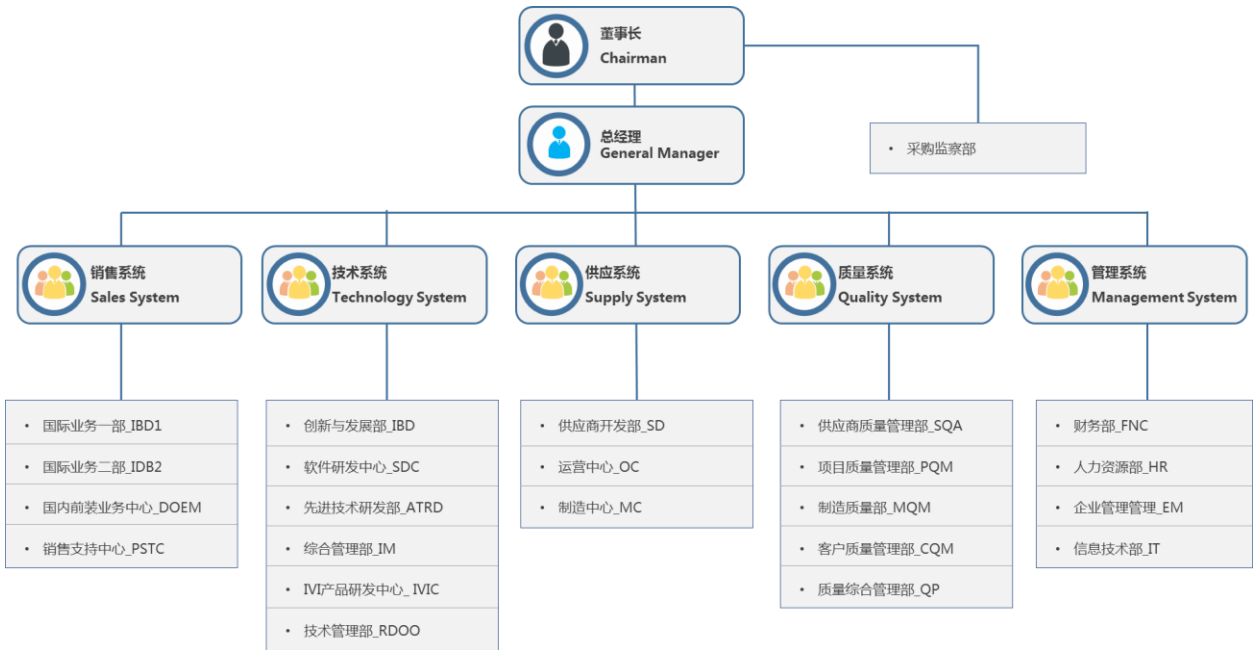 董事长
Chairman
总经理
General Manager
• 采购监察部
销售系统
Sales System
技术系统
Technology System
供应系统
Supply System
质量系统
Quality System
管理系统
Management System
• 国际业务一部_IBD1
• 国际业务二部_IDB2
• 国内前装业务中心_DOEM
• 销售支持中心_PSTC
• 创新与发展部_IBD
• 软件研发中心_SDC
• 先进技术研发部_ATRD
• 综合管理部_IM
• IVI产品研发中心_ IVIC
• 技术管理部_RDOO
• 供应商开发部_SD
• 运营中心_OC
• 制造中心_MC
• 供应商质量管理部_SQA
• 项目质量管理部_PQM
• 制造质量部_MQM
• 客户质量管理部_CQM
• 质量综合管理部_QP
• 财务部_FNC
• 人力资源部_HR
• 企业管理管理_EM
• 信息技术部_IT